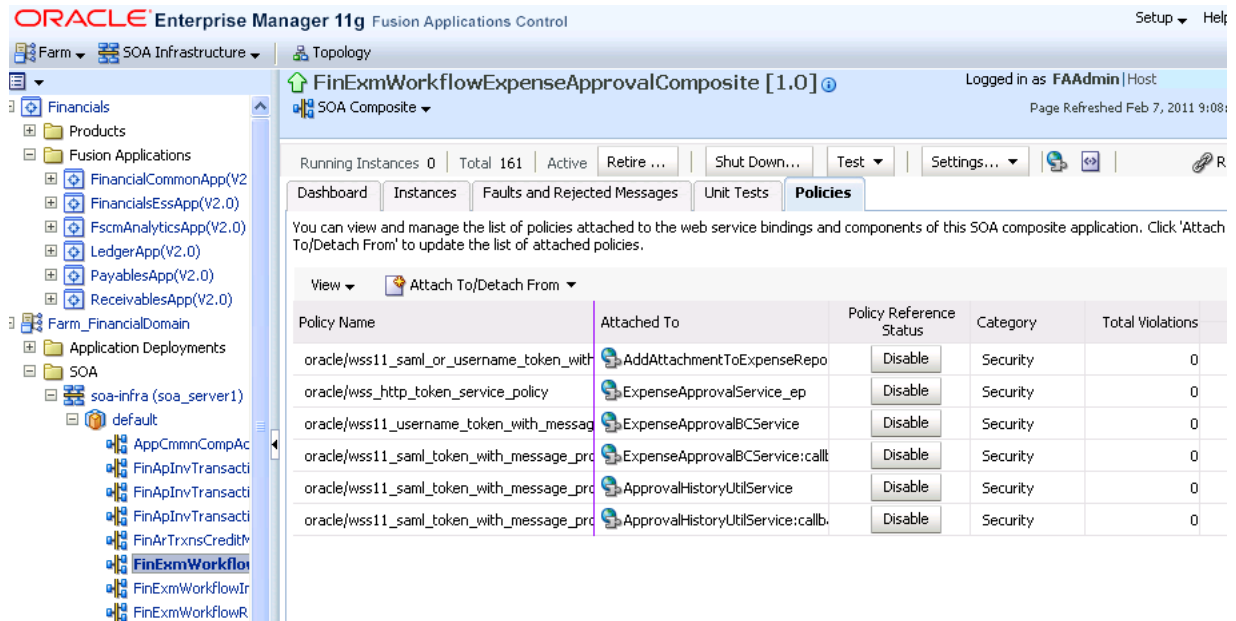 ORACLE Enterprise Manager 11g Fusion Applications Control
Setup Help
Farm SOA Infrastructure Topology
FinExmWorkflowExpenseApprovalComposite [1.0]
Logged in as FAAdmin|Host
SOA Composite
Page Refreshed Feb 7, 2011 9:08:
Financials
Products
Fusion Applications
FinancialCommonApp(V2
FinancialsEssApp(V2.0)
FscmAnalyticsApp(V2.0)
LedgerApp(V2.0)
PayablesApp(V2.0)
ReceivablesApp(V2.0)
Farm_FinancialDomain
Application Deployments
SOA
soa-infra (soa_server1)
default
AppCmmnCompAc
FinApInvTransacti
FinApInvTransacti
FinApInvTransacti
FinArTrxnsCreditM
FinExmWorkflow
FinExmWorkflowIr
FinExmWorkflowR
Running Instances 0 Total 161 Active Retire ... Shut Down... Test Settings... R
Dashboard Instances Faults and Rejected Messages Unit Tests Policies
You can view and manage the list of policies attached to the web service bindings and components of this SOA composite application. Click 'Attach
To/Detach From' to update the list of attached policies.
View Attach To/Detach From
Policy Name Attached To Policy Reference Status Category Total Violations
oracle/wss11_saml_or_username_token_with AddAttachmentToExpenseRepo Disable Security 0
oracle/wss_http_token_service_policy ExpenseApprovalService_ep Disable Security 0
oracle/wss11_username_token_with_messag ExpenseApprovalBCService Disable Security 0
oracle/wss11_saml_token_with_message_pro ExpenseApprovalBCService:callb Disable Security 0
oracle/wss11_saml_token_with_message_pro ApprovalHistoryUtilService Disable Security 0
oracle/wss11_saml_token_with_message_pro ApprovalHistoryUtilService:callb Disable Security 0